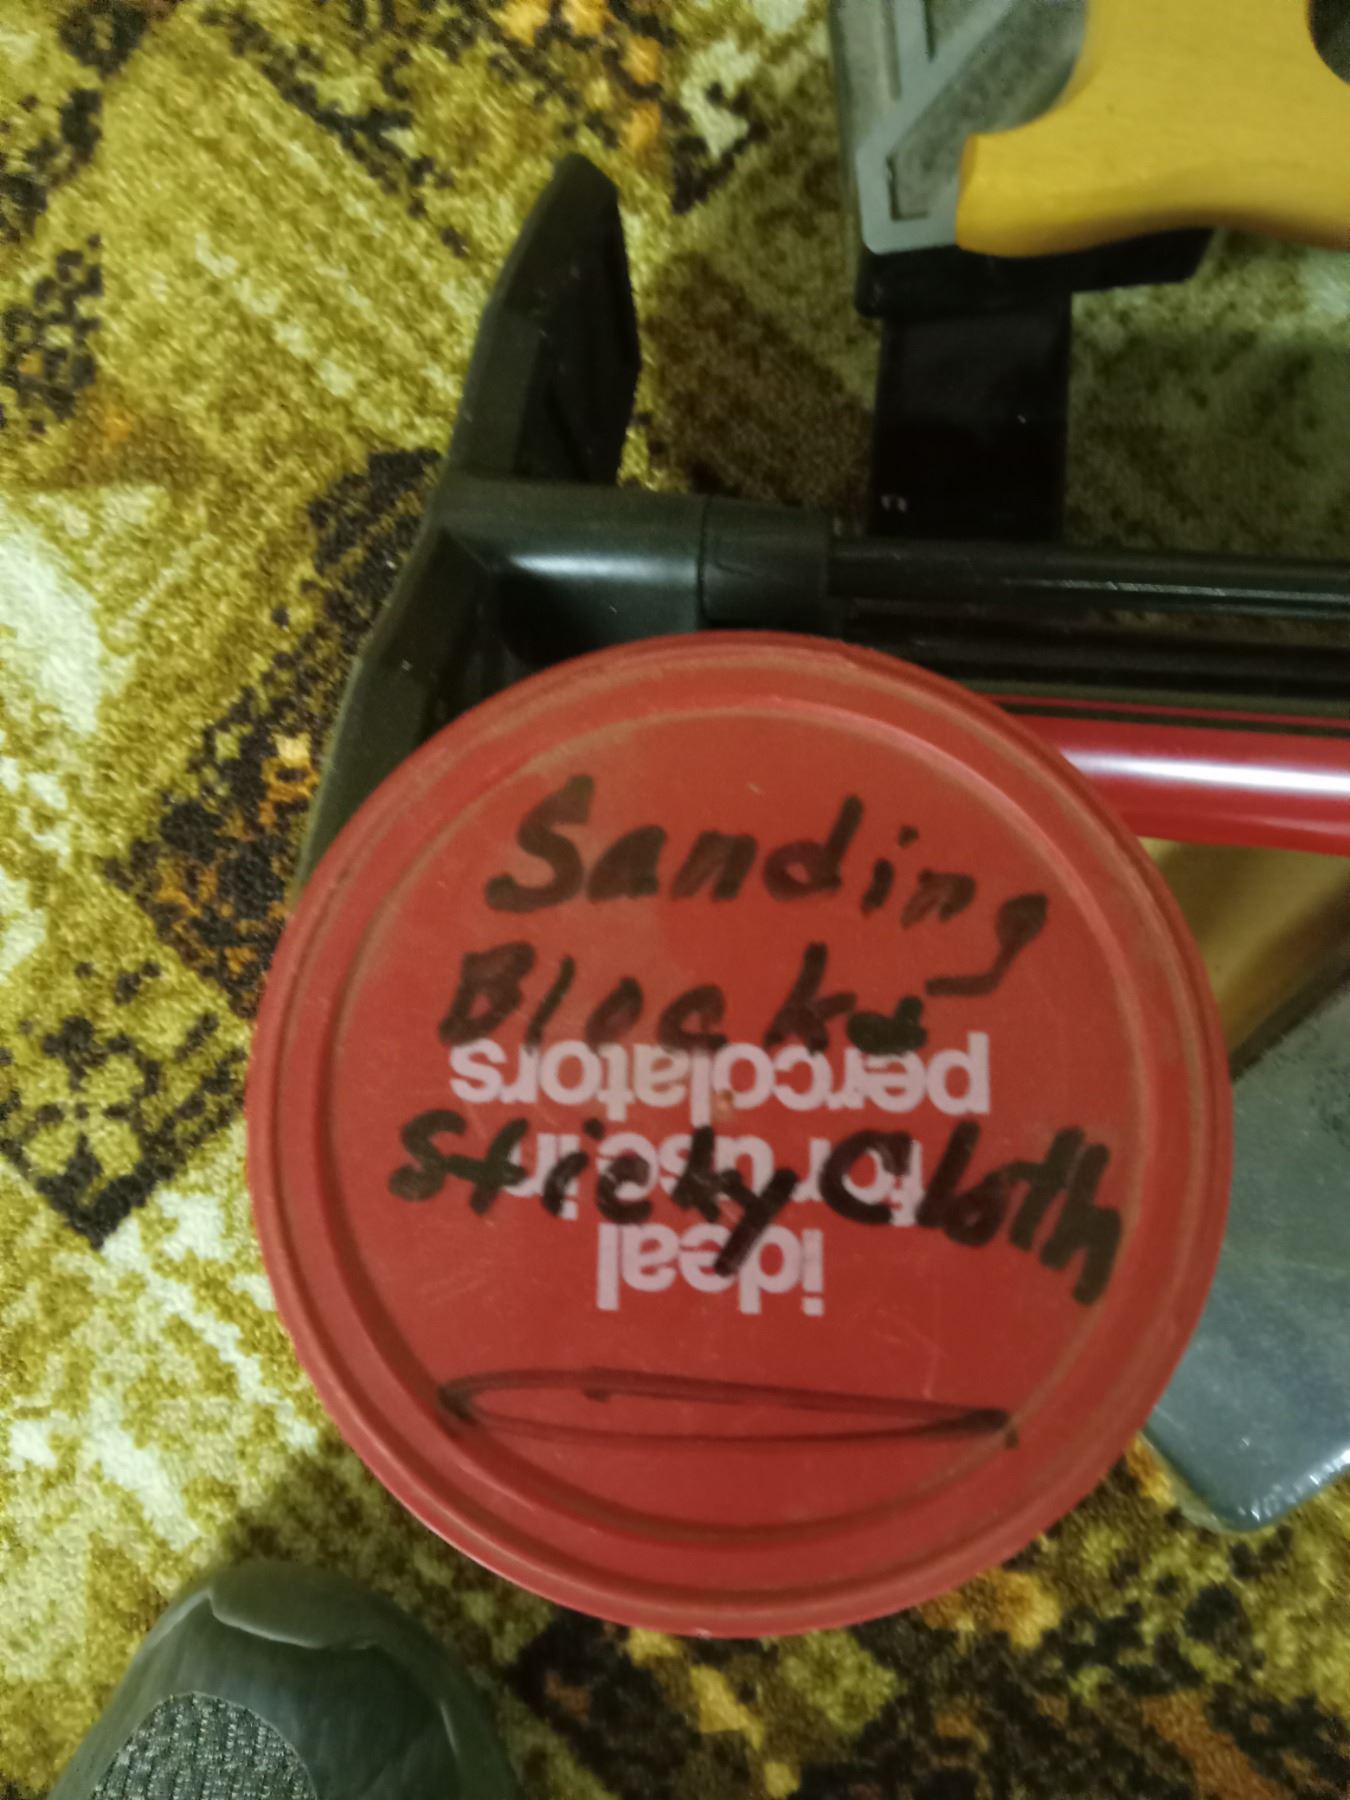 Sanding
Blocks
Sticky Cloth
ideal
for use in
percolators